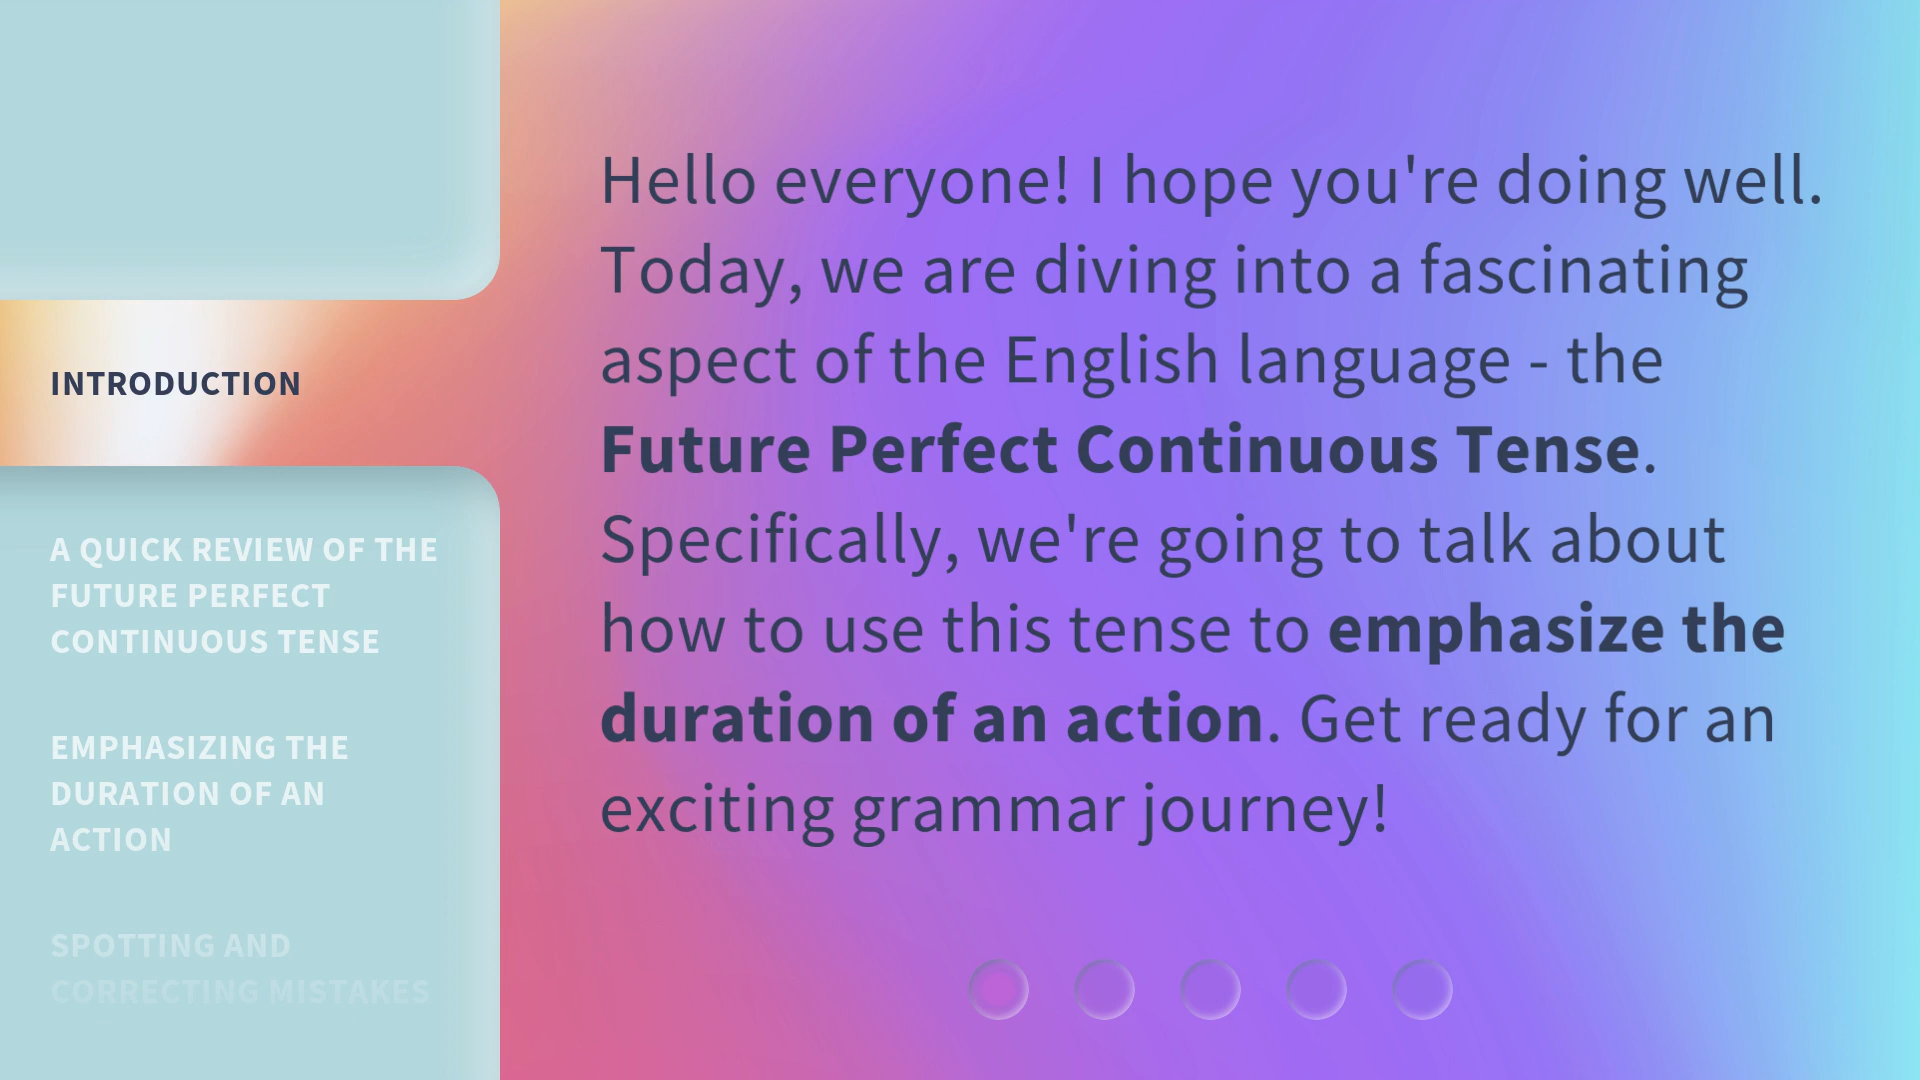 INTRODUCTION
A QUICK REVIEW OF THE
FUTURE PERFECT
CONTINUOUS TENSE
EMPHASIZING THE
DURATION OF AN
ACTION
SPOTTING AND
CORRECTING MISTAKES
Hello everyone! I hope you're doing well.
Today, we are diving into a fascinating
aspect of the English language - the
Future Perfect Continuous Tense.
Specifically, we're going to talk about
how to use this tense to emphasize the
duration of an action. Get ready for an
exciting grammar journey!